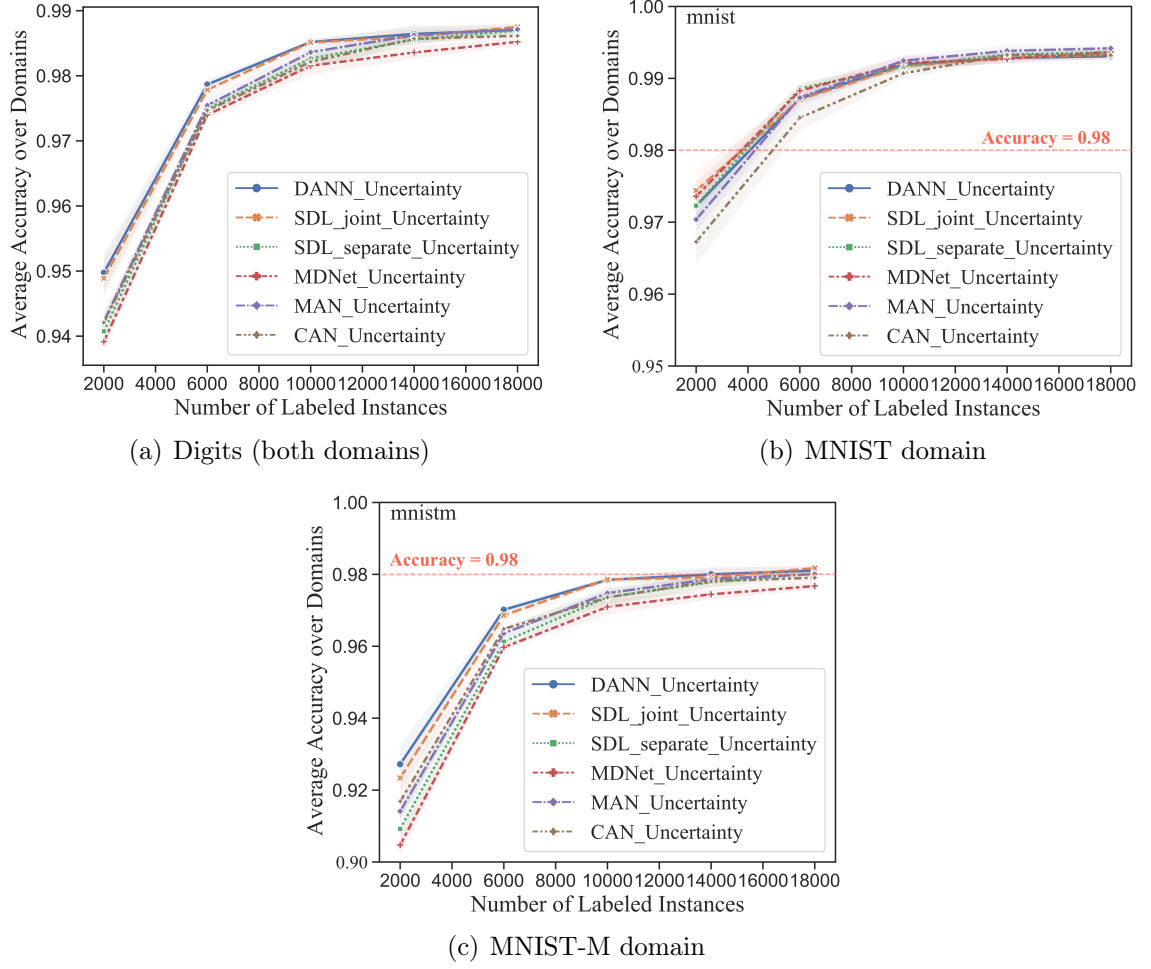 0.99
0.98
0.97
0.96
0.95
0.94
Average Accuracy over Domains
DANN_Uncertainty
SDL_joint_Uncertainty
SDL_separate_Uncertainty
MDNet_Uncertainty
MAN_Uncertainty
CAN_Uncertainty
2000 4000 6000 8000 10000 12000 14000 16000 18000
Number of Labeled Instances
(a) Digits (both domains)
mnist
1.00
0.99
0.98
0.97
0.96
0.95
Average Accuracy over Domains
Accuracy = 0.98
DANN_Uncertainty
SDL_joint_Uncertainty
SDL_separate_Uncertainty
MDNet_Uncertainty
MAN_Uncertainty
CAN_Uncertainty
2000 4000 6000 8000 10000 12000 14000 16000 18000
Number of Labeled Instances
(b) MNIST domain
mnistm
1.00
0.98
0.96
0.94
0.92
0.90
Average Accuracy over Domains
Accuracy = 0.98
DANN_Uncertainty
SDL_joint_Uncertainty
SDL_separate_Uncertainty
MDNet_Uncertainty
MAN_Uncertainty
CAN_Uncertainty
2000 4000 6000 8000 10000 12000 14000 16000 18000
Number of Labeled Instances
(c) MNIST-M domain